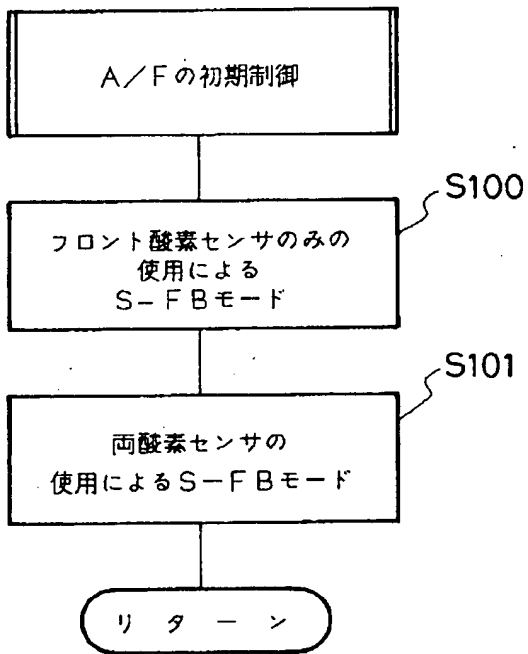 A/Fの初期制御
S100
フロント酸素センサのみの
使用による
S-FBモード
S101
両酸素センサの
使用によるS-FBモード
リターン